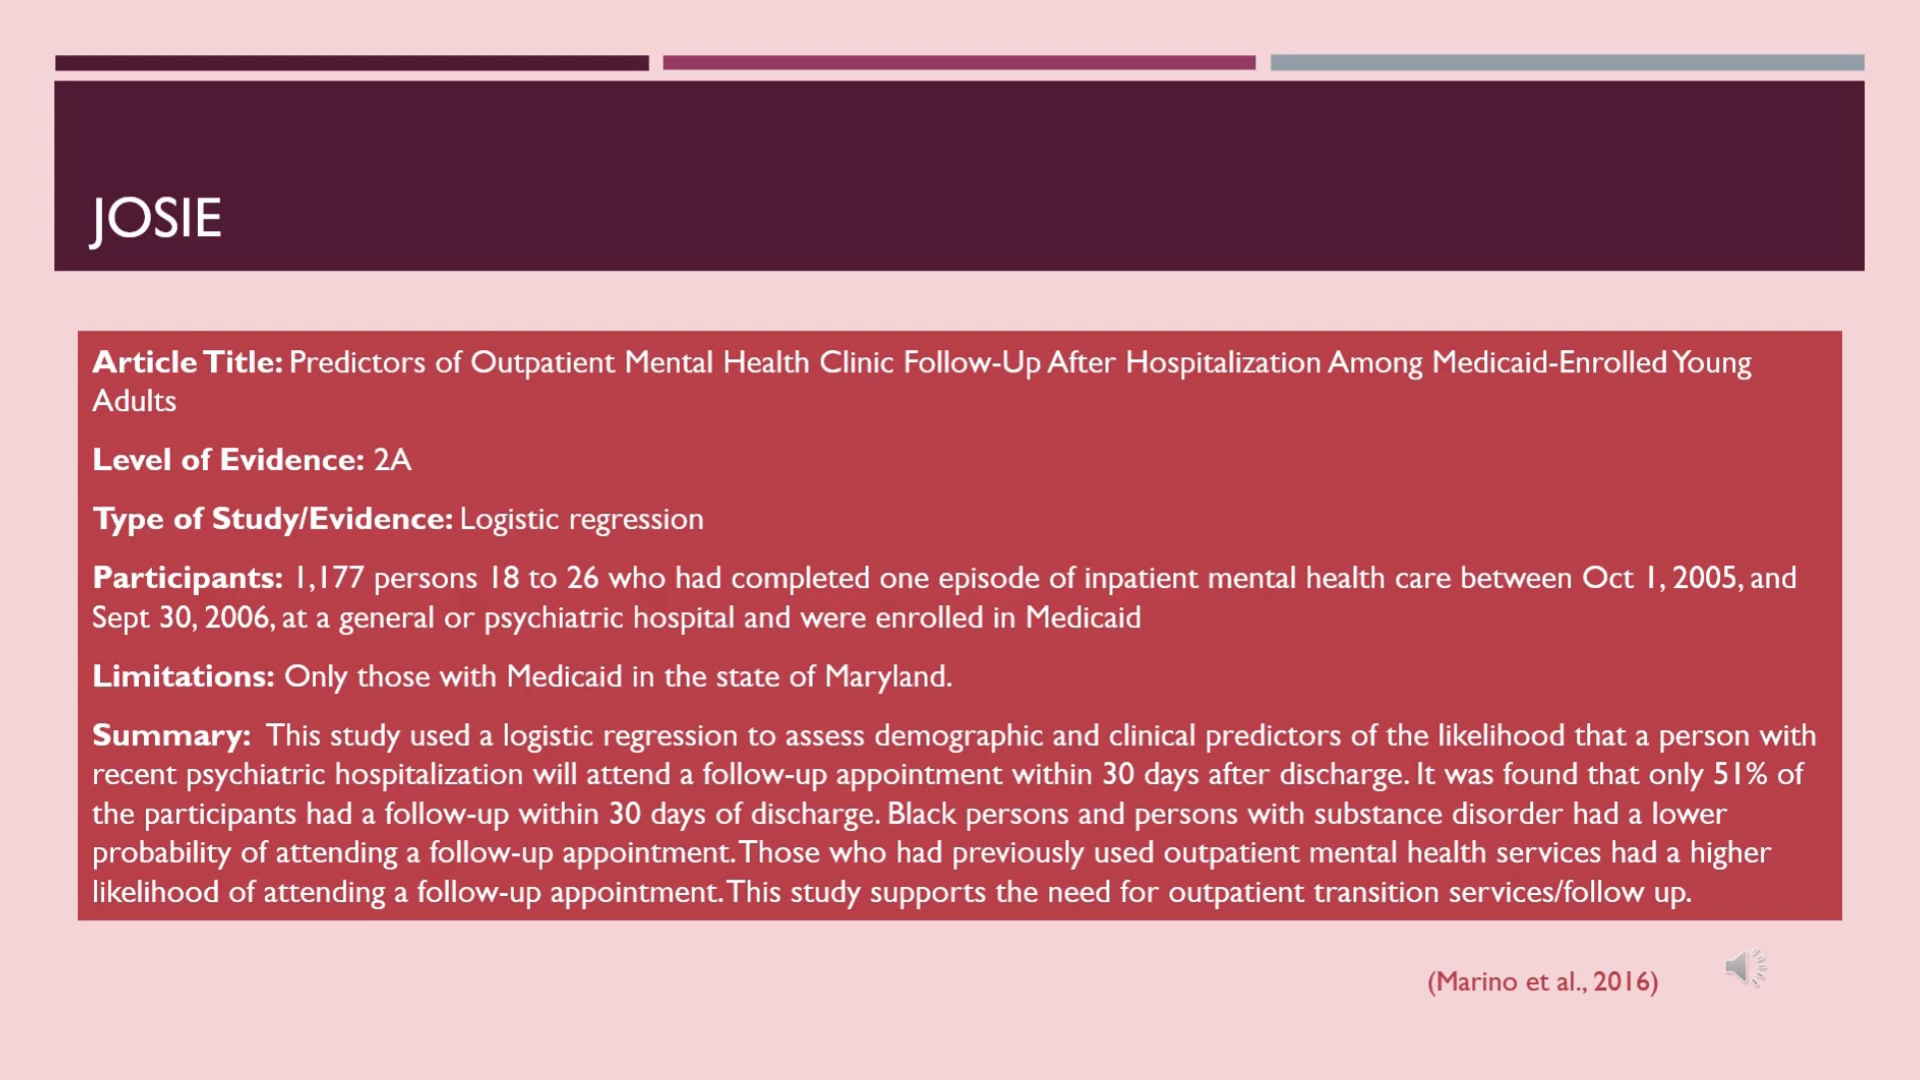 JOSIE
Article Title: Predictors of Outpatient Mental Health Clinic Follow-Up After Hospitalization Among Medicaid-Enrolled Young
Adults
Level of Evidence: 2A
Type of Study/Evidence: Logistic regression
Participants: 1,177 persons 18 to 26 who had completed one episode of inpatient mental health care between Oct 1, 2005, and
Sept 30, 2006, at a general or psychiatric hospital and were enrolled in Medicaid
Limitations: Only those with Medicaid in the state of Maryland.
Summary: This study used a logistic regression to assess demographic and clinical predictors of the likelihood that a person with
recent psychiatric hospitalization will attend a follow-up appointment within 30 days after discharge. It was found that only 51% of
the participants had a follow-up within 30 days of discharge. Black persons and persons with substance disorder had a lower
probability of attending a follow-up appointment. Those who had previously used outpatient mental health services had a higher
likelihood of attending a follow-up appointment. This study supports the need for outpatient transition services/follow up.
(Marino et al., 2016)